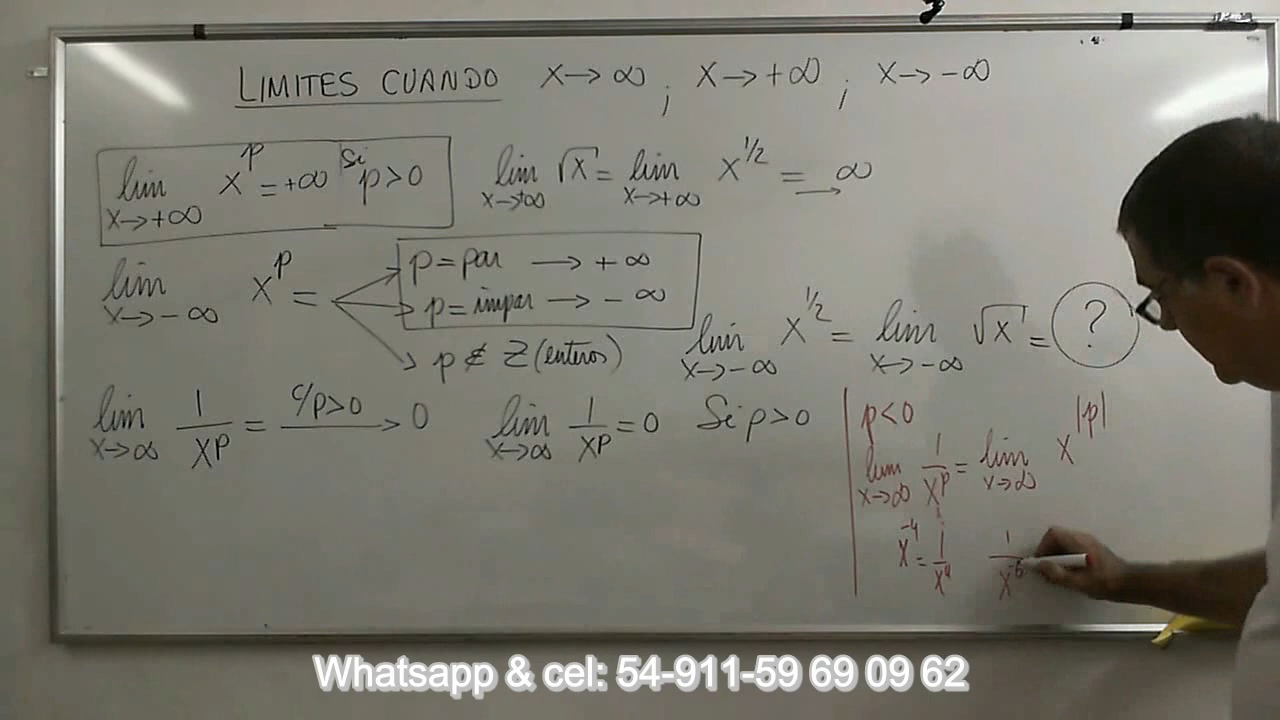 LIMITES CUANDO x→∞ ; x→+∞ ; x→-∞
lim x→+∞ x^p = +∞ si p>0
lim x→+∞ √x = lim x→+∞ x^1/2 = ∞
lim x→-∞ x^p =
p=par → +∞
p=impar → -∞
p∉Z (enteros)
lim x→-∞ x^1/2 = lim x→-∞ √x = ?
lim x→∞ 1/x^p = c/p>0 → 0
lim x→∞ 1/x^p = 0 Si p>0
p<0
lim x→∞ 1/x^p = lim x→∞ x^|p|
x^-4 = 1/x^4
1/x^-6
Whatsapp & cel: 54-911-59 69 09 62